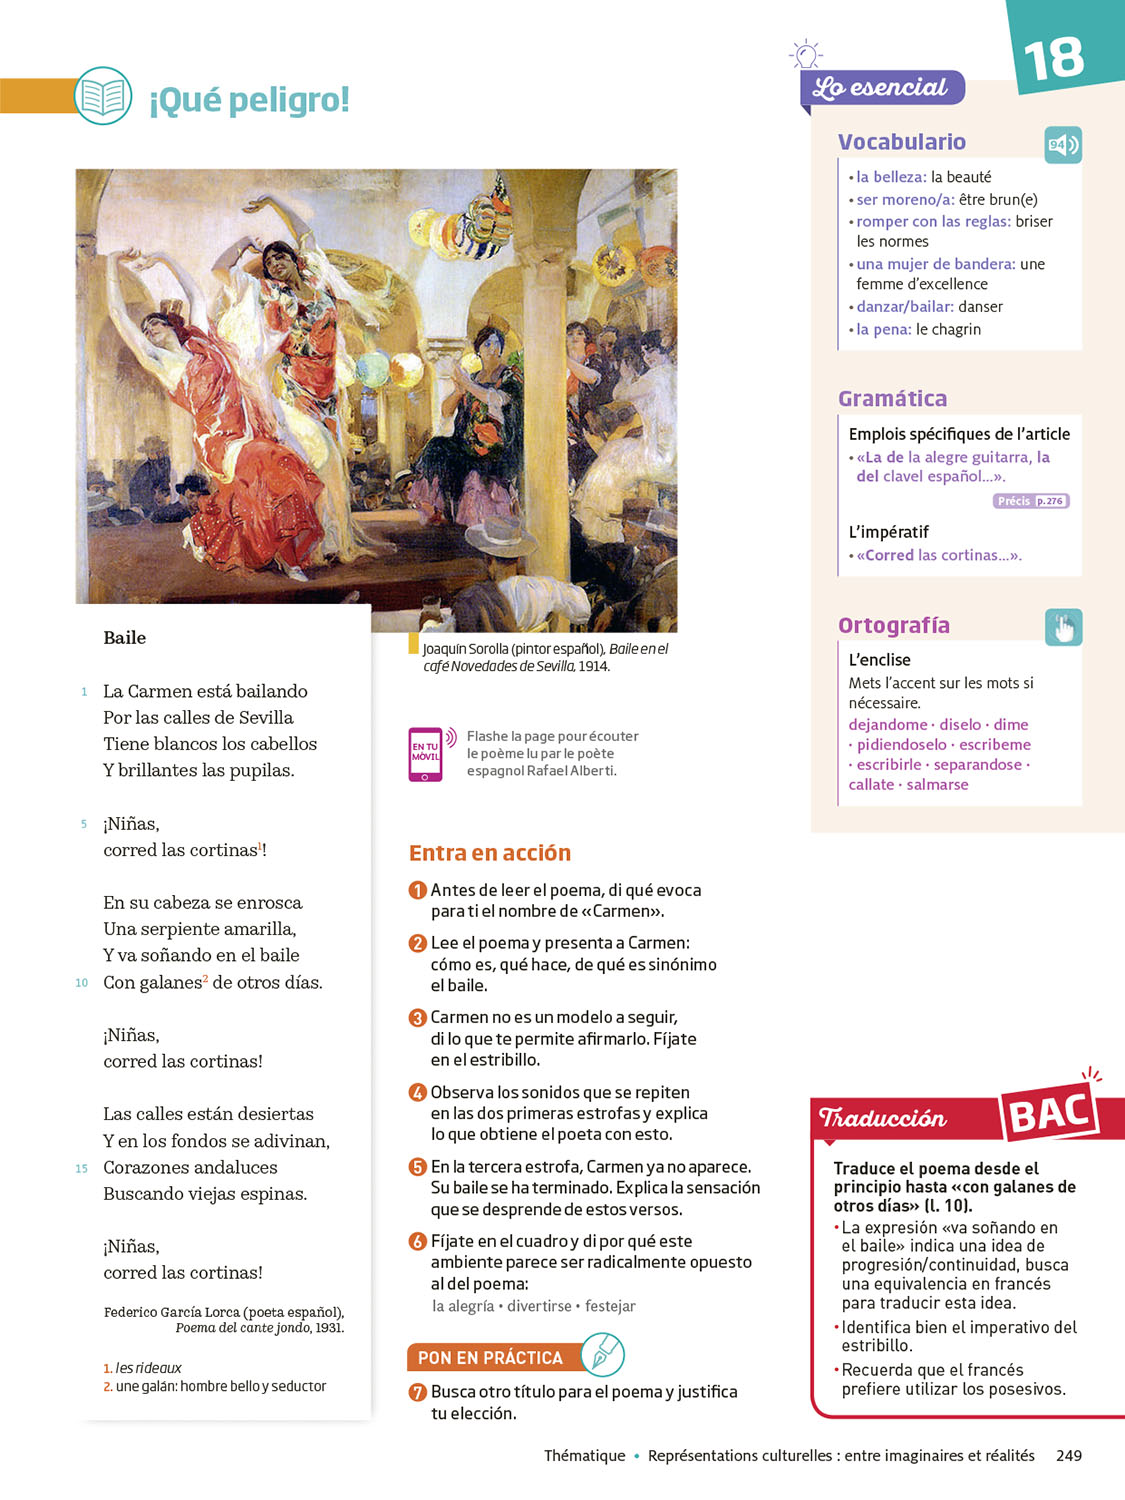 18
¡Qué peligro!
Baile
1 La Carmen está bailando
Por las calles de Sevilla
Tiene blancos los cabellos
Y brillantes las pupilas.
5 ¡Niñas,
corred las cortinas1!
En su cabeza se enrosca
Una serpiente amarilla,
Y va soñando en el baile
10 Con galanes2 de otros días.
¡Niñas,
corred las cortinas!
Las calles están desiertas
Y en los fondos se adivinan,
15 Corazones andaluces
Buscando viejas espinas.
¡Niñas,
corred las cortinas!
Federico García Lorca (poeta español),
Poema del cante jondo, 1931.
1. les rideaux
2. une galán: hombre bello y seductor
Joaquín Sorolla (pintor español), Baile en el
café Novedades de Sevilla, 1914.
EN TU
MÒVIL
Flashe la page pour écouter
le poème lu par le poète
espagnol Rafael Alberti.
Entra en acción
1 Antes de leer el poema, di qué evoca
para ti el nombre de «Carmen».
2 Lee el poema y presenta a Carmen:
cómo es, qué hace, de qué es sinónimo
el baile.
3 Carmen no es un modelo a seguir,
di lo que te permite afirmarlo. Fíjate
en el estribillo.
4 Observa los sonidos que se repiten
en las dos primeras estrofas y explica
lo que obtiene el poeta con esto.
5 En la tercera estrofa, Carmen ya no aparece.
Su baile se ha terminado. Explica la sensación
que se desprende de estos versos.
6 Fíjate en el cuadro y di por qué este
ambiente parece ser radicalmente opuesto
al del poema:
la alegría • divertirse • festejar
PON EN PRÁCTICA
7 Busca otro título para el poema y justifica
tu elección.
Lo esencial
Vocabulario
94
• la belleza: la beauté
• ser moreno/a: être brun(e)
• romper con las reglas: briser
les normes
• una mujer de bandera: une
femme d'excellence
• danzar/bailar: danser
• la pena: le chagrin
Gramática
Emplois spécifiques de l'article
• «La de la alegre guitarra, la
del clavel español...».
Précis p.276
L'impératif
• «Corred las cortinas...».
Ortografía
L'enclise
Mets l'accent sur les mots si
nécessaire.
dejandome • diselo • dime
• pidiendoselo • escribeme
• escribirle • separandose •
callate • salmarse
Traducción
BAC
Traduce el poema desde el
principio hasta «con galanes de
otros días» (l. 10).
• La expresión «va soñando en
el baile» indica una idea de
progresión/continuidad, busca
una equivalencia en francés
para traducir esta idea.
• Identifica bien el imperativo del
estribillo.
• Recuerda que el francés
prefiere utilizar los posesivos.
Thématique • Représentations culturelles : entre imaginaires et réalités 249